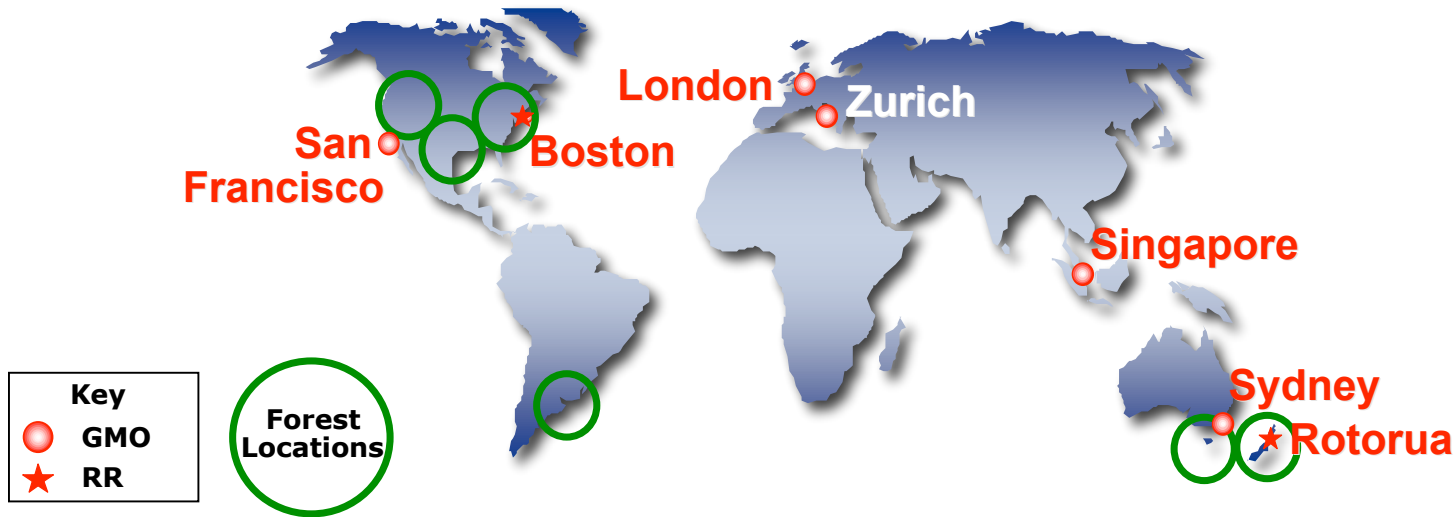 London
Zurich
San
Francisco
Boston
Singapore
Sydney
Rotorua
Key
GMO
RR
Forest
Locations